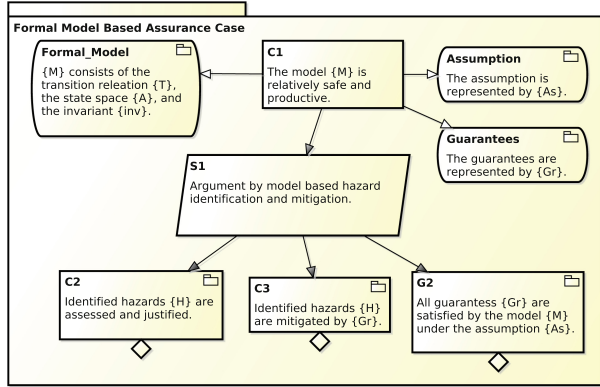 Formal Model Based Assurance Case
Formal_Model
{M} consists of the
transition releation {T},
the state space {A}, and
the invariant {inv}.
C1
The model {M} is
relatively safe and
productive.
Assumption
The assumption is
represented by {As}.
Guarantees
The guarantees are
represented by {Gr}.
S1
Argument by model based hazard
identification and mitigation.
C2
Identified hazards {H} are
assessed and justified.
C3
Identified hazards {H}
are mitigated by {Gr}.
G2
All guarantess {Gr} are
satisfied by the model {M}
under the assumption {As}.